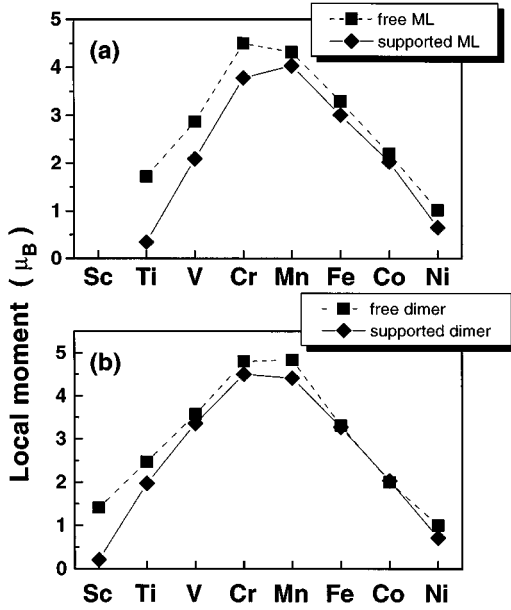 5
free ML
(a)
supported ML
4
3
2
1
0
Sc Ti V Cr Mn Fe Co Ni
Local moment (μB)
free dimer
supported dimer
5
(b)
4
3
2
1
0
Sc Ti V Cr Mn Fe Co Ni